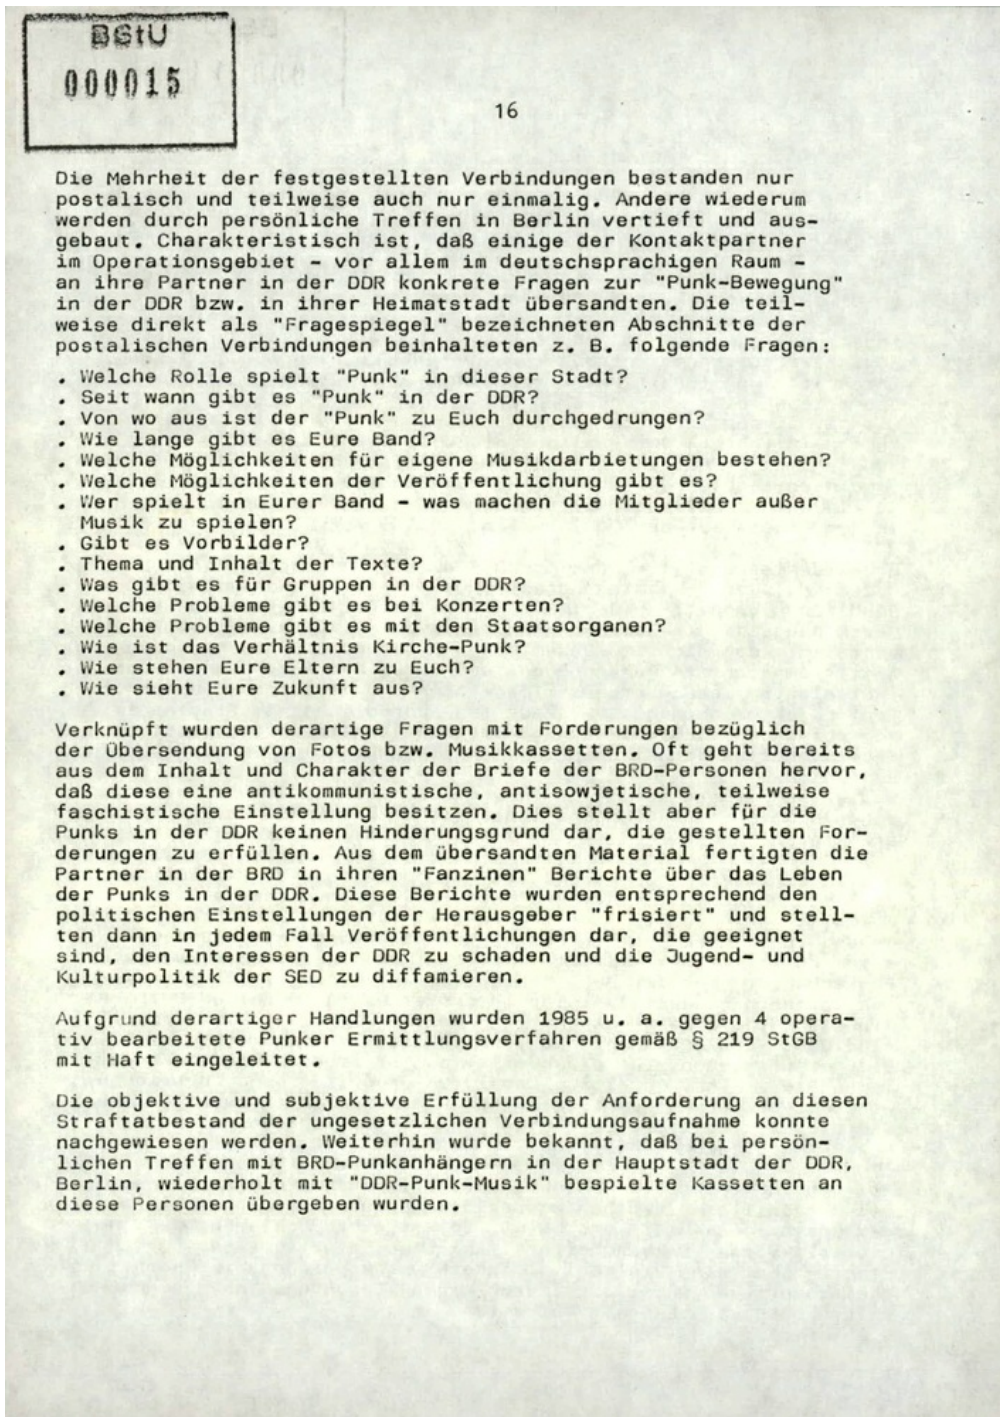 BStU
000015
16
Die Mehrheit der festgestellten Verbindungen bestanden nur
postalisch und teilweise auch nur einmalig. Andere wiederum
werden durch persönliche Treffen in Berlin vertieft und aus-
gebaut. Charakteristisch ist, daß einige der Kontaktpartner
im Operationsgebiet - vor allem im deutschsprachigen Raum -
an ihre Partner in der DDR konkrete Fragen zur "Punk-Bewegung"
in der DDR bzw. in ihrer Heimatstadt übersandten. Die teil-
weise direkt als "Fragespiegel" bezeichneten Abschnitte der
postalischen Verbindungen beinhalteten z. B. folgende Fragen:
. Welche Rolle spielt "Punk" in dieser Stadt?
. Seit wann gibt es "Punk" in der DDR?
. Von wo aus ist der "Punk" zu Euch durchgedrungen?
. Wie lange gibt es Eure Band?
. Welche Möglichkeiten für eigene Musikdarbietungen bestehen?
. Welche Möglichkeiten der Veröffentlichung gibt es?
. Wer spielt in Eurer Band - was machen die Mitglieder außer
Musik zu spielen?
. Gibt es Vorbilder?
. Thema und Inhalt der Texte?
. Was gibt es für Gruppen in der DDR?
. Welche Probleme gibt es bei Konzerten?
. Welche Probleme gibt es mit den Staatsorganen?
. Wie ist das Verhältnis Kirche-Punk?
. Wie stehen Eure Eltern zu Euch?
. Wie sieht Eure Zukunft aus?
Verknüpft wurden derartige Fragen mit Forderungen bezüglich
der Übersendung von Fotos bzw. Musikkassetten. Oft geht bereits
aus dem Inhalt und Charakter der Briefe der BRD-Personen hervor,
daß diese eine antikommunistische, antisowjetische, teilweise
faschistische Einstellung besitzen. Dies stellt aber für die
Punks in der DDR keinen Hinderungsgrund dar, die gestellten For-
derungen zu erfüllen. Aus dem übersandten Material fertigten die
Partner in der BRD in ihren "Fanzinen" Berichte über das Leben
der Punks in der DDR. Diese Berichte wurden entsprechend den
politischen Einstellungen der Herausgeber "frisiert" und stell-
ten dann in jedem Fall Veröffentlichungen dar, die geeignet
sind, den Interessen der DDR zu schaden und die Jugend- und
Kulturpolitik der SED zu diffamieren.
Aufgrund derartiger Handlungen wurden 1985 u. a. gegen 4 opera-
tiv bearbeitete Punker Ermittlungsverfahren gemäß § 219 StGB
mit Haft eingeleitet.
Die objektive und subjektive Erfüllung der Anforderung an diesen
Straftatbestand der ungesetzlichen Verbindungsaufnahme konnte
nachgewiesen werden. Weiterhin wurde bekannt, daß bei persön-
lichen Treffen mit BRD-Punkanhängern in der Hauptstadt der DDR,
Berlin, wiederholt mit "DDR-Punk-Musik" bespielte Kassetten an
diese Personen übergeben wurden.